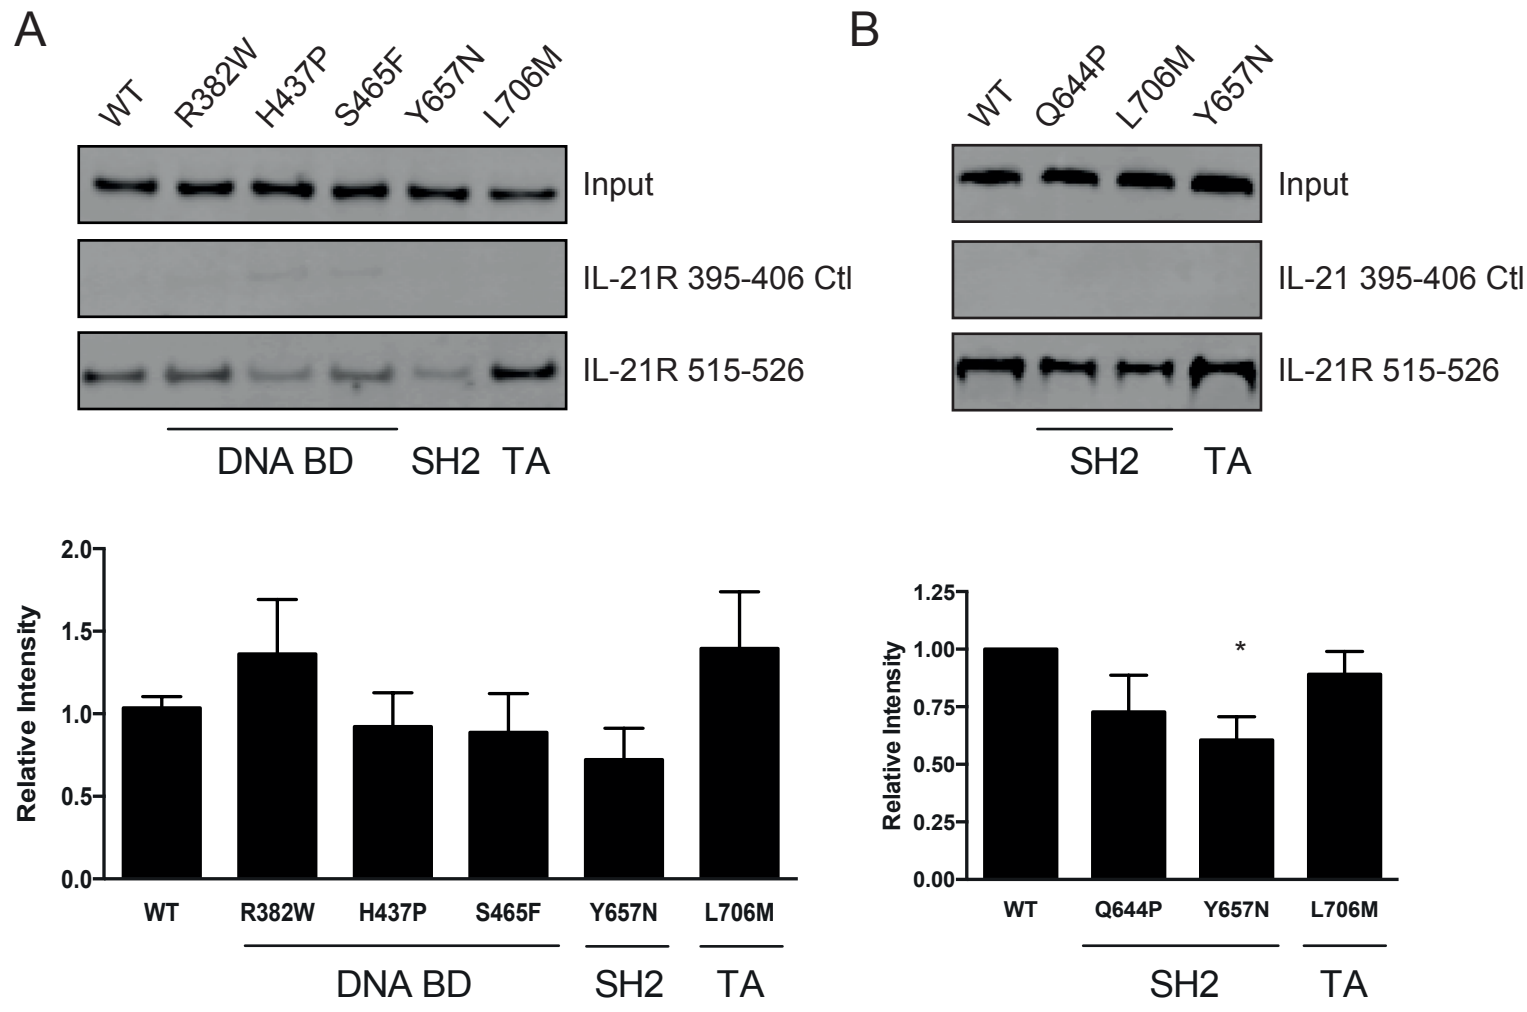 A
WT R382W H437P S465F Y657N L706M
Input
IL-21R 395-406 Ctl
IL-21R 515-526
DNA BD SH2 TA
2.0
1.5
1.0
0.5
0.0
Relative Intensity
WT R382W H437P S465F Y657N L706M
DNA BD SH2 TA
B
WT Q644P L706M Y657N
Input
IL-21 395-406 Ctl
IL-21R 515-526
SH2 TA
1.25
1.00
0.75
0.50
0.25
0.00
Relative Intensity
*
WT Q644P Y657N L706M
SH2 TA